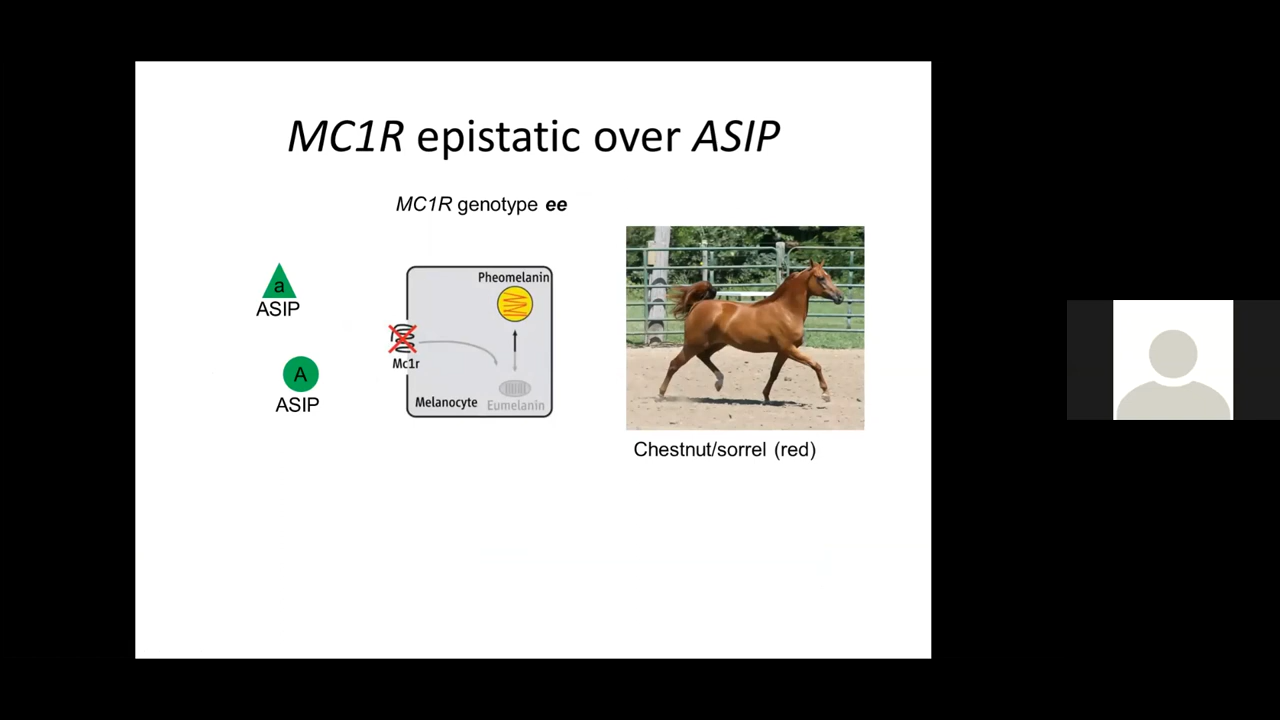 MC1R epistatic over ASIP
MC1R genotype ee
a
ASIP
A
ASIP
Pheomelanin
Mc1r
Melanocyte
Eumelanin
Chestnut/sorrel (red)